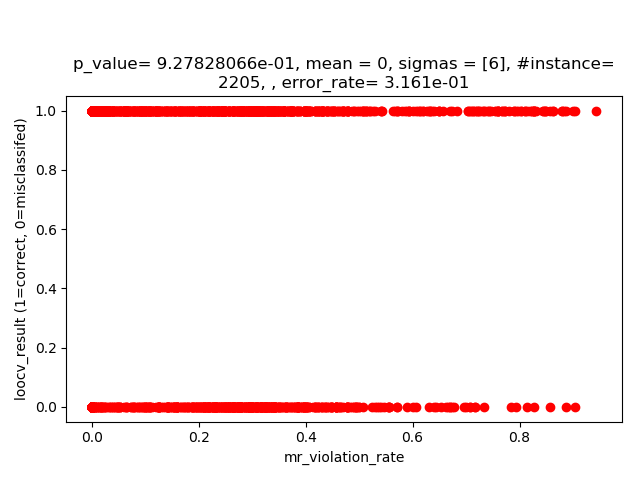 p_value= 9.27828066e-01, mean = 0, sigmas = [6], #instance=
2205, , error_rate= 3.161e-01
1.0
0.8
0.6
0.4
0.2
0.0
loocv_result (1=correct, 0=misclassifed)
0.0 0.2 0.4 0.6 0.8
mr_violation_rate